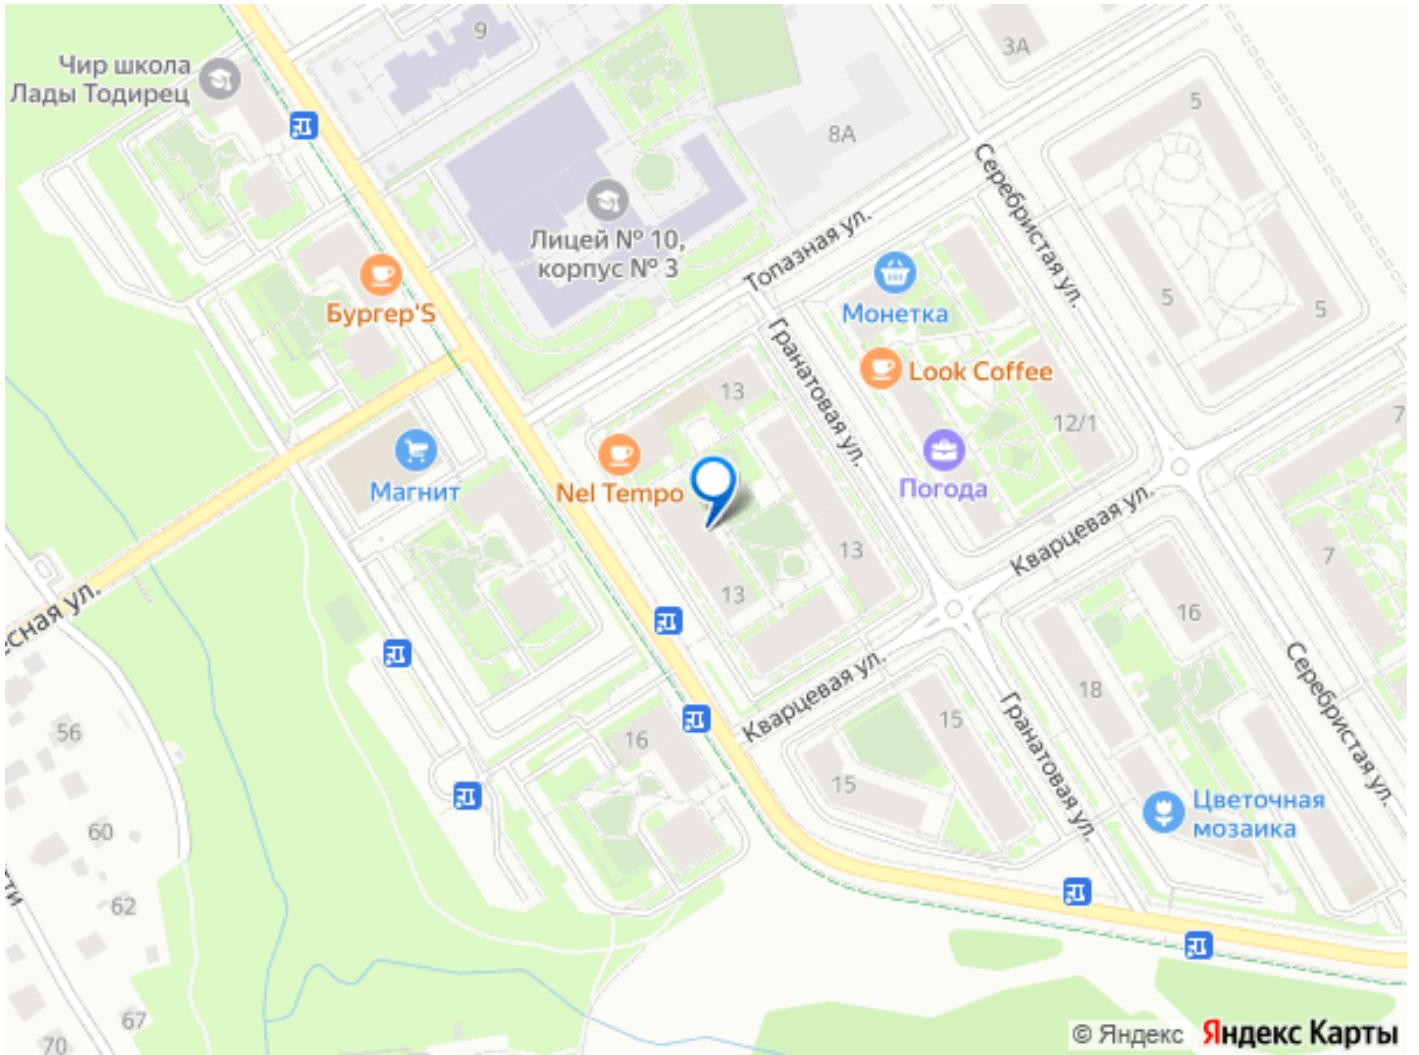 9
3А
Чир школа
Лады Тодирец
5
8А
Серебристая ул.
Лицей № 10,
корпус № 3
Топазная ул.
Бургер'S
Монетка
5
5
Гранатовая ул.
Look Coffee
13
12/1
7
Магнит
Nel Tempo
Погода
Кварцевая ул.
13
7
сная ул.
13
16
Кварцевая ул.
Серебристая ул.
18
Гранатовая ул.
15
56
16
15
Цветочная
мозаика
60
ти
62
67
70
© Яндекс Яндекс Карты